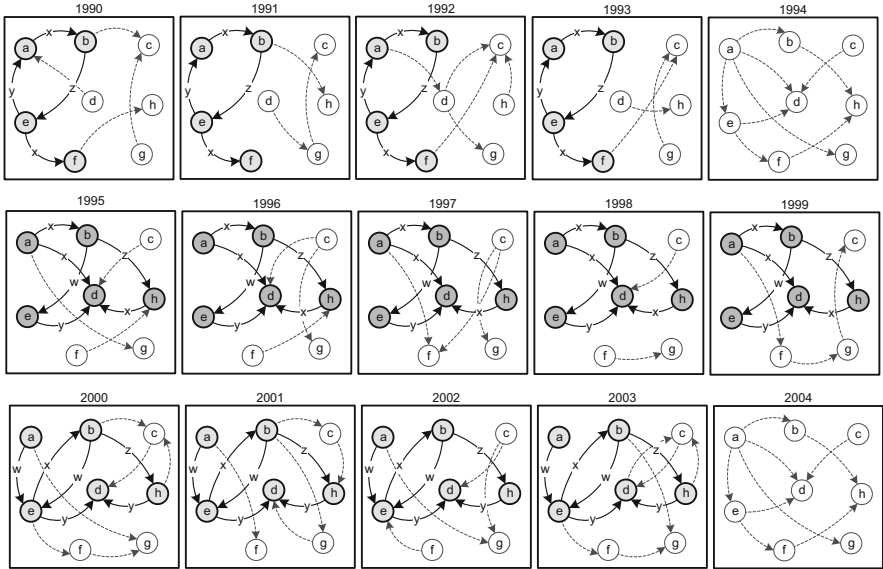 1990 1991 1992 1993 1994
a x b c y z d h e x f g
a x b c y z d h e x f g
a x b c y z d h e x f g
a x b c y z d h e x f g
a b c d h e f g
1995 1996 1997 1998 1999
a x b c x z w d h e y x f g
a x b c x z w d h e y x f g
a x b c x z w d h e y x f g
a x b c x z w d h e y x f g
a x b c x z w d h e y x f g
2000 2001 2002 2003 2004
a b c w x z w d h e y y f g
a b c w x z w d h e y y f g
a b c w x z w d h e y y f g
a b c w x z w d h e y y f g
a b c d h e f g